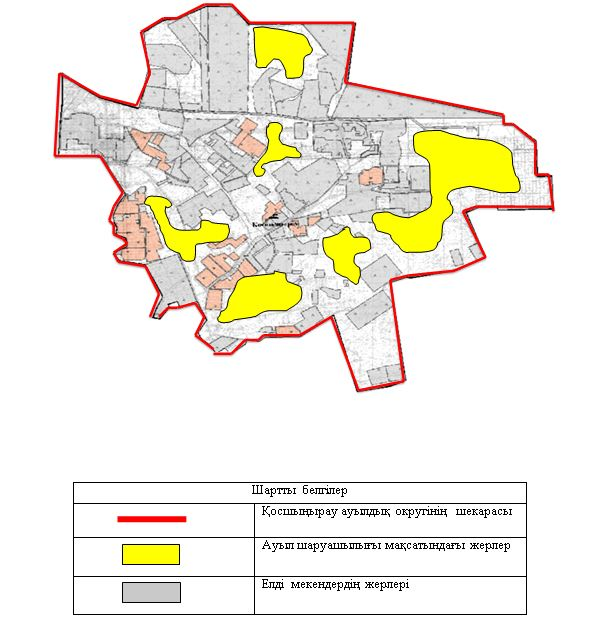 Шартты белгілер
Қосшыңырау ауылдық округінің шекарасы
Ауыл шаруашылығы мақсатындағы жерлер
Елді мекендердің жерлері